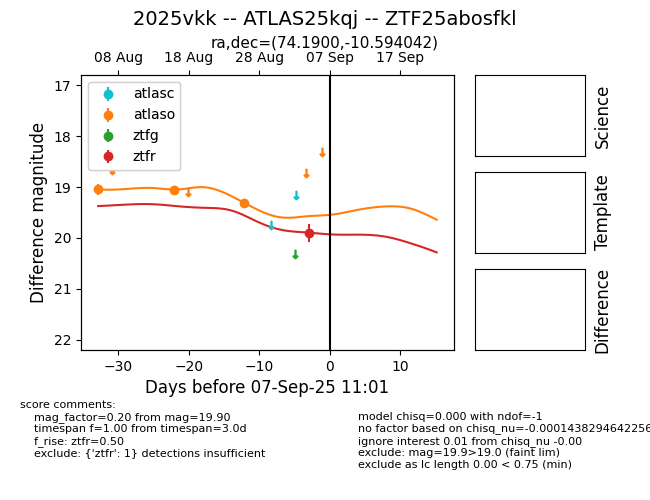 2025vkk -- ATLAS25kqj -- ZTF25abosfkl
ra,dec=(74.1900,-10.594042)
08 Aug 18 Aug 28 Aug 07 Sep 17 Sep
atlasc
atlaso
ztfg
ztfr
Difference magnitude
17
18
19
20
21
22
−30 −20 −10 0 10
Days before 07-Sep-25 11:01
Science
Template
Difference
score comments:
mag_factor=0.20 from mag=19.90
timespan f=1.00 from timespan=3.0d
f_rise: ztfr=0.50
exclude: {'ztfr': 1} detections insufficient
model chisq=0.000 with ndof=-1
no factor based on chisq_nu=-0.0001438294642256
ignore interest 0.01 from chisq_nu -0.00
exclude: mag=19.9>19.0 (faint lim)
exclude as lc length 0.00 < 0.75 (min)